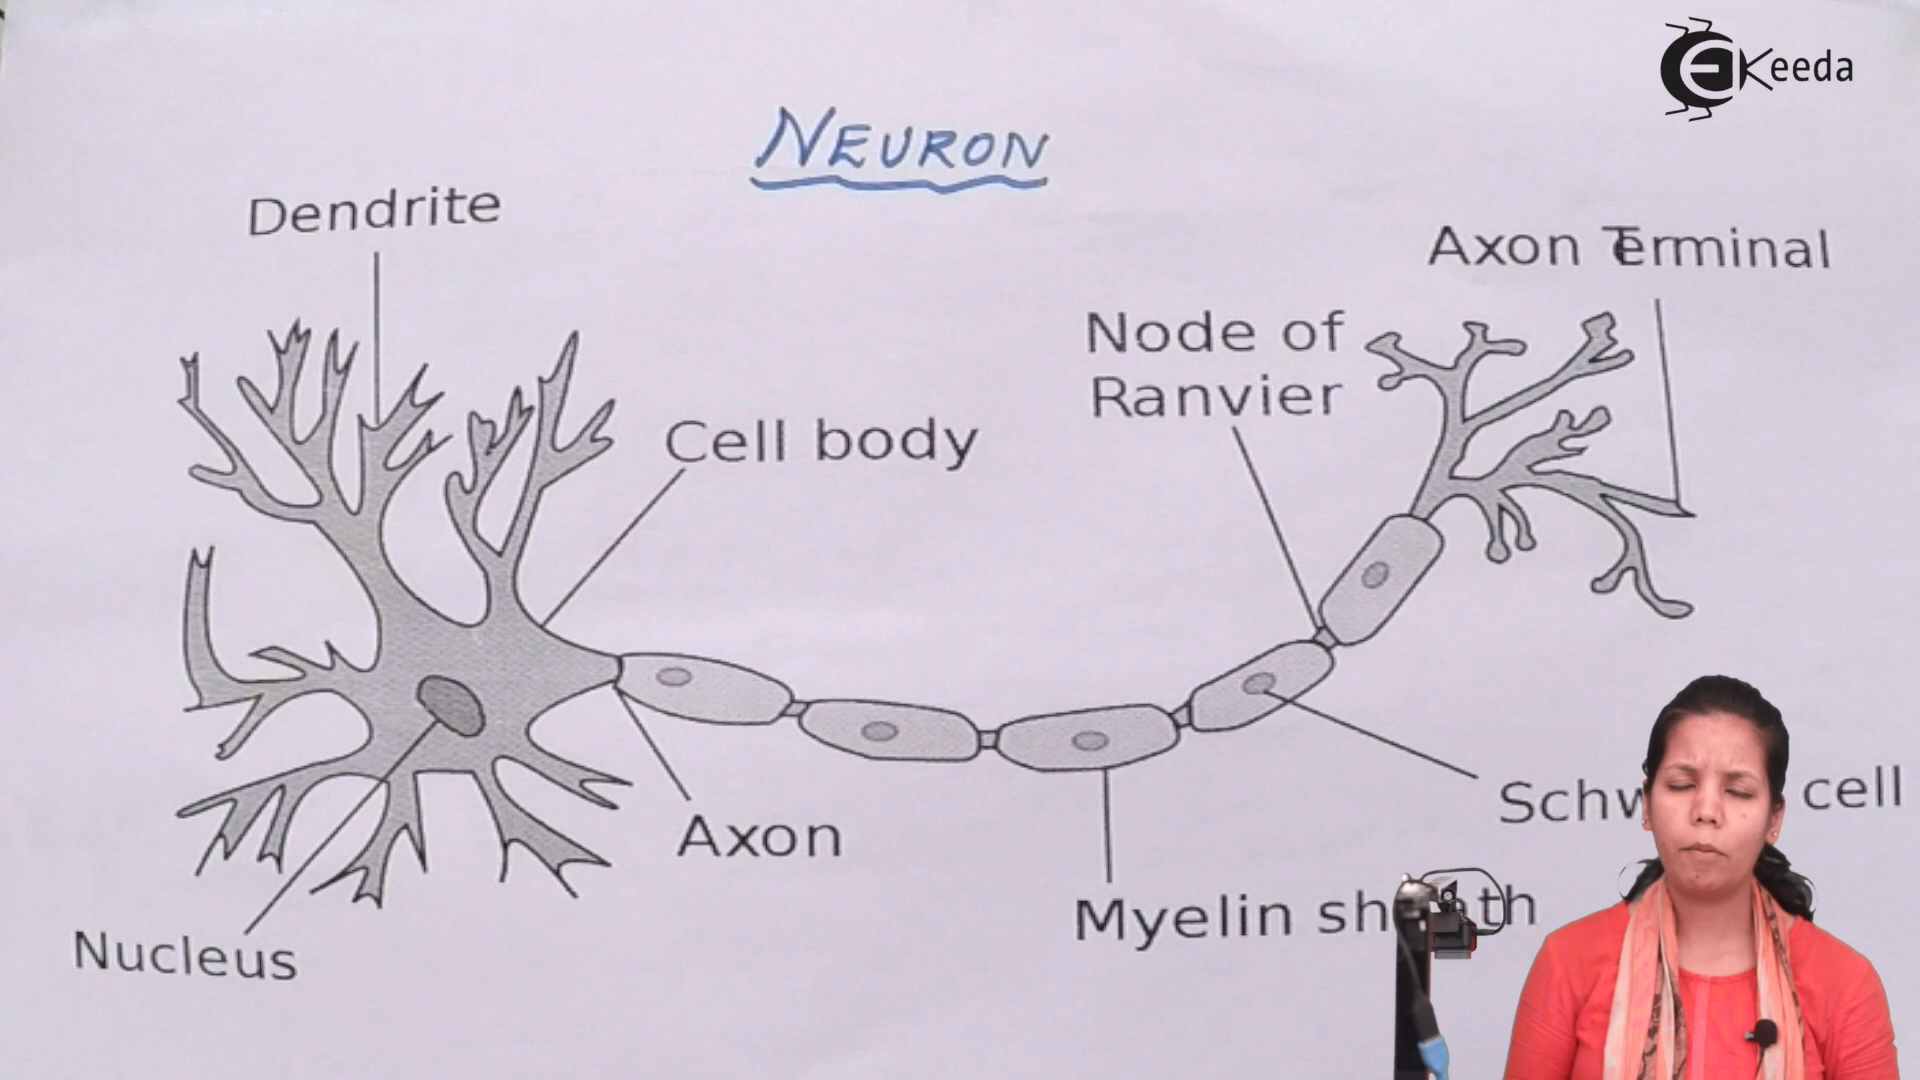 Keeda
NEURON
Dendrite
Axon Terminal
Node of
Ranvier
Cell body
Schw cell
Axon
Myelin sh th
Nucleus